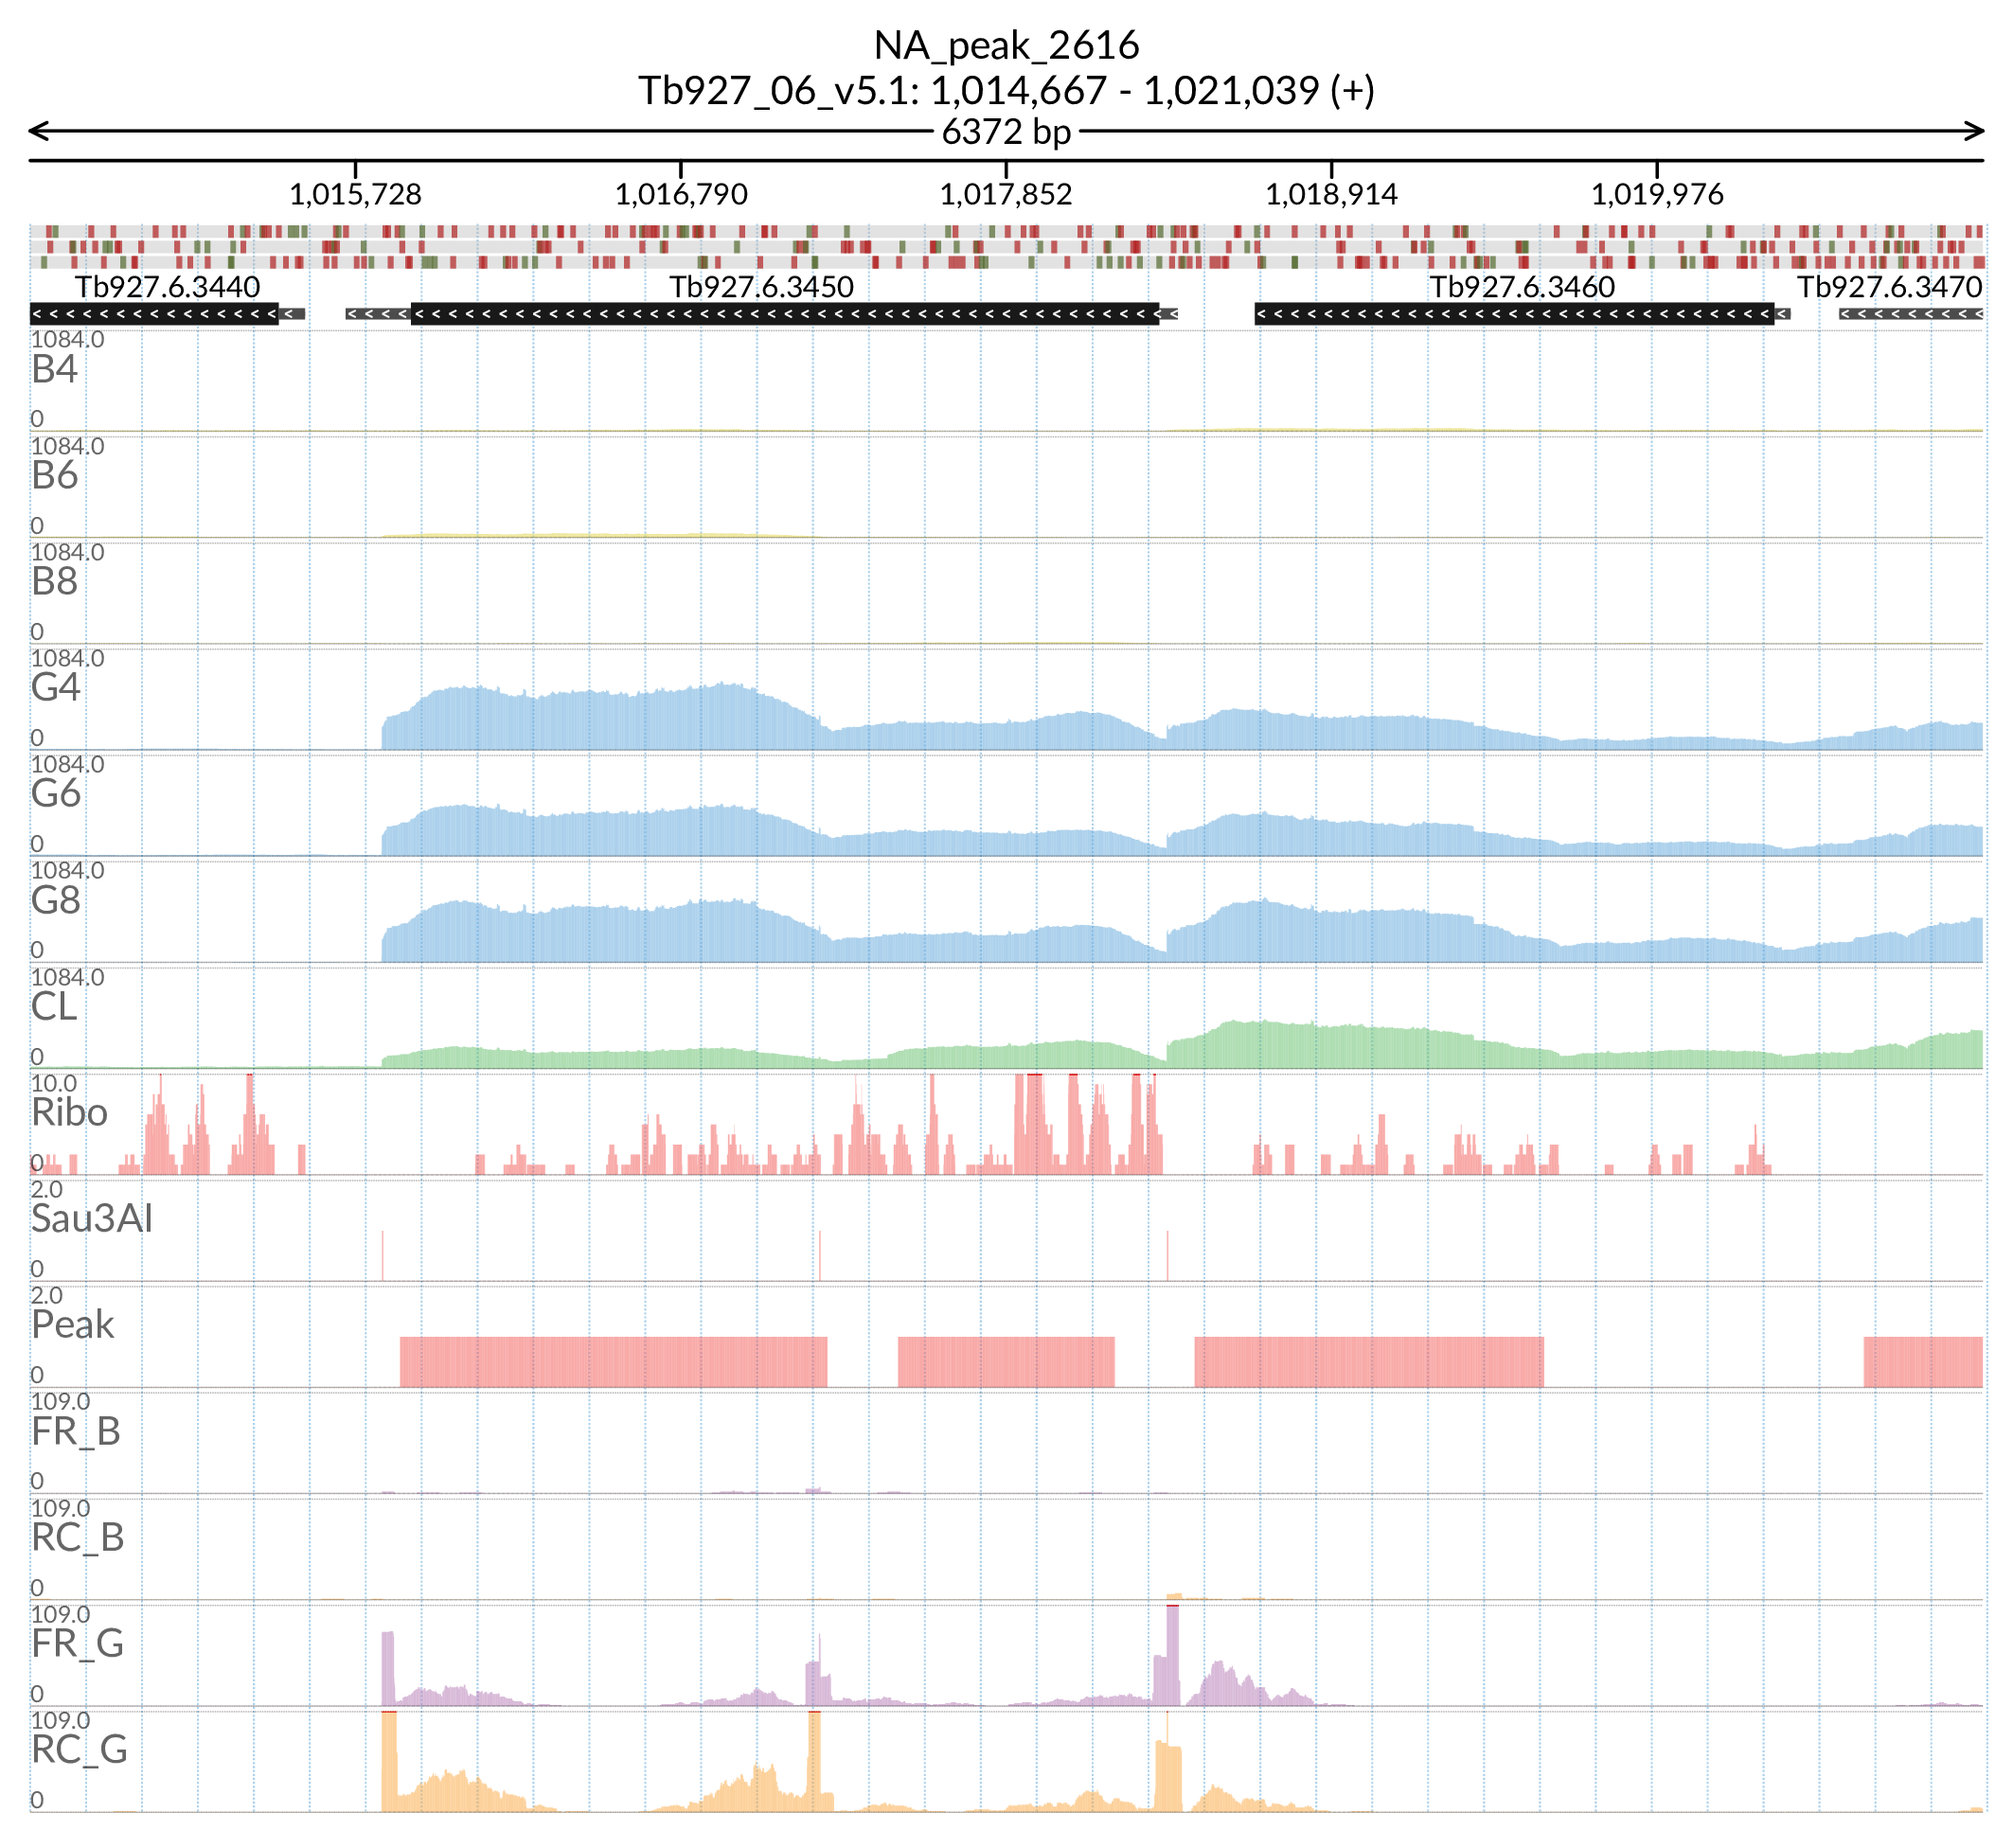 NA_peak_2616
Tb927_06_v5.1: 1,014,667 - 1,021,039 (+)
6372 bp
1,015,728 1,016,790 1,017,852 1,018,914 1,019,976
Tb927.6.3440 Tb927.6.3450 Tb927.6.3460 Tb927.6.3470
1084.0
B4
0
1084.0
B6
0
1084.0
B8
0
1084.0
G4
0
1084.0
G6
0
1084.0
G8
0
1084.0
CL
0
10.0
Ribo
0
2.0
Sau3AI
0
2.0
Peak
0
109.0
FR_B
0
109.0
RC_B
0
109.0
FR_G
0
109.0
RC_G
0